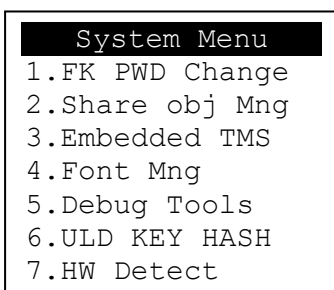 System Menu
1.FK PWD Change
2.Share obj Mng
3.Embedded TMS
4.Font Mng
5.Debug Tools
6.ULD KEY HASH
7.HW Detect